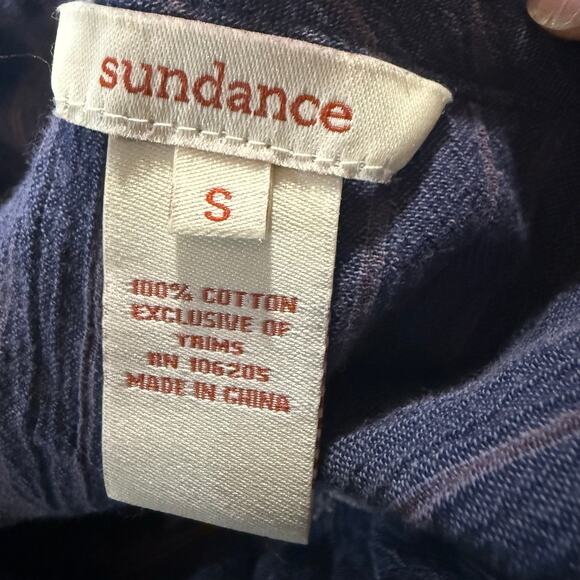 sundance
S
100% COTTON
EXCLUSIVE OF
TRIMS
RN 106205
MADE IN CHINA